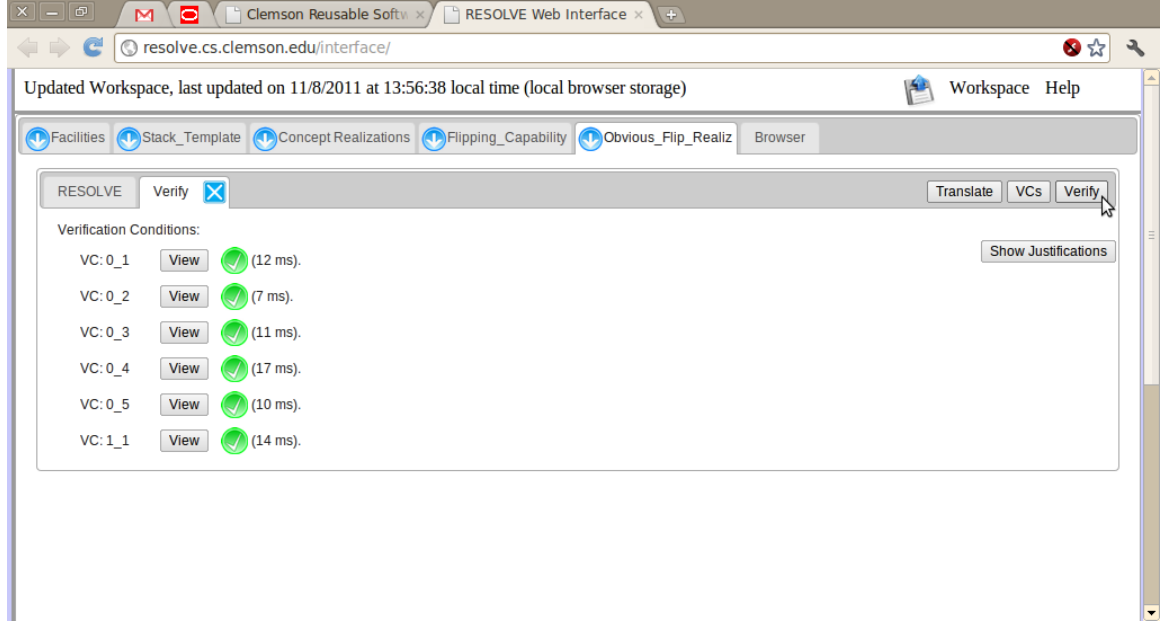 Clemson Reusable Softw
RESOLVE Web Interface
resolve.cs.clemson.edu/interface/
Updated Workspace, last updated on 11/8/2011 at 13:56:38 local time (local browser storage) Workspace Help
Facilities Stack_Template Concept Realizations Flipping_Capability Obvious_Flip_Realiz Browser
RESOLVE Verify Translate VCs Verify
Verification Conditions:
Show Justifications
VC: 0_1 View (12 ms).
VC: 0_2 View (7 ms).
VC: 0_3 View (11 ms).
VC: 0_4 View (17 ms).
VC: 0_5 View (10 ms).
VC: 1_1 View (14 ms).